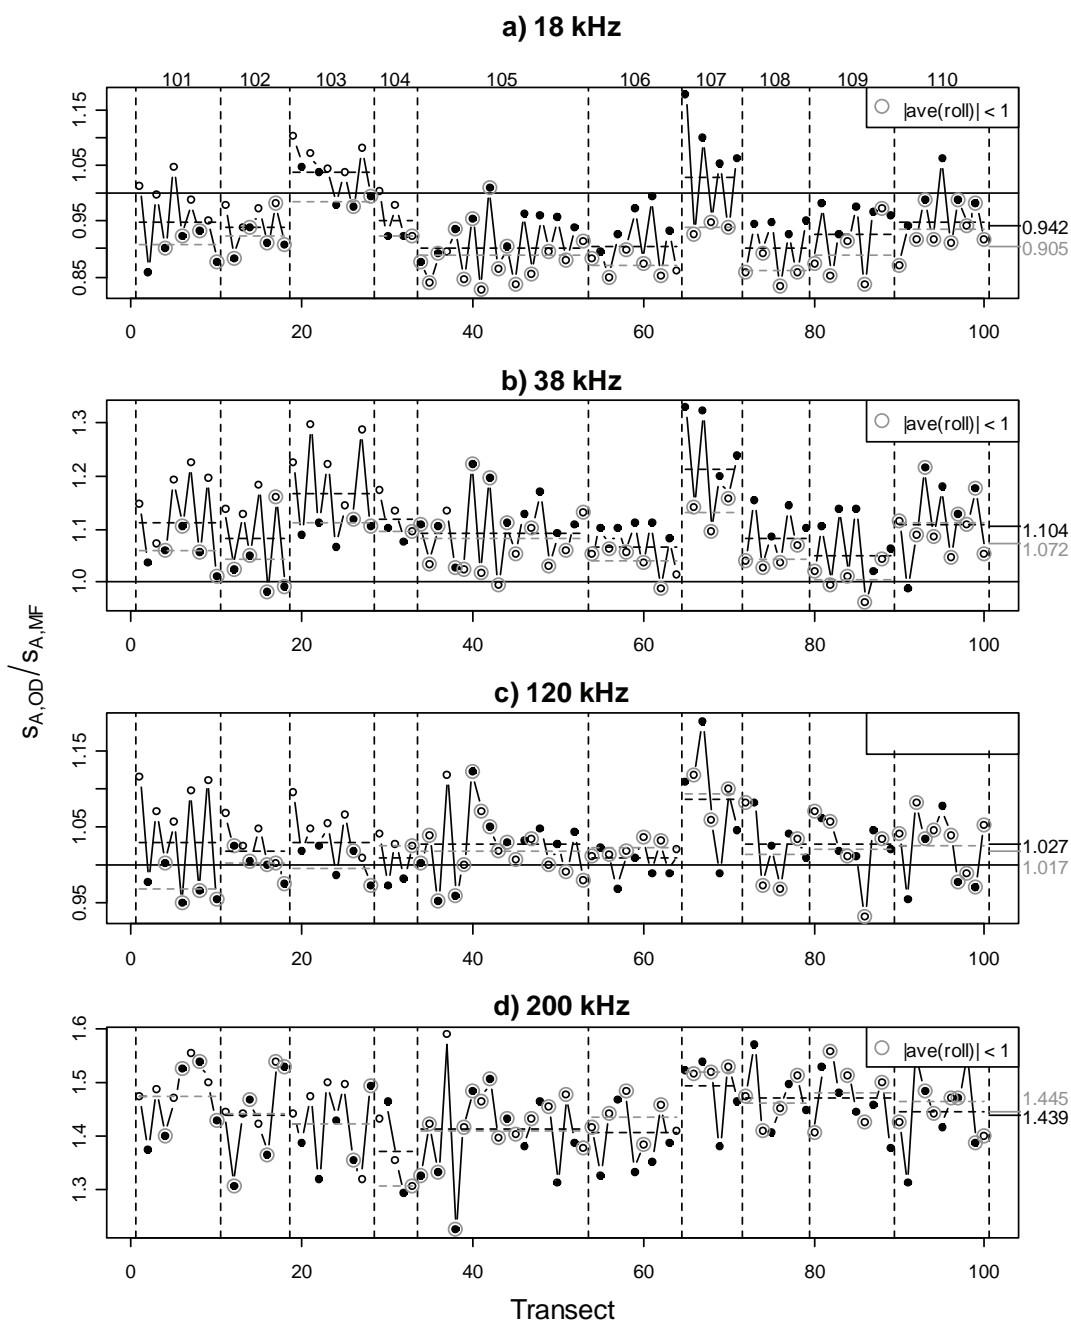 a) 18 kHz
101 102 103 104 105 106 107 108 109 110
|ave(roll)| < 1
1.15
1.05
0.95
0.85
0.942
0.905
0 20 40 60 80 100
b) 38 kHz
|ave(roll)| < 1
1.3
1.2
1.1
1.0
1.104
1.072
0 20 40 60 80 100
s_A,OD / s_A,MF
c) 120 kHz
1.15
1.05
0.95
1.027
1.017
0 20 40 60 80 100
d) 200 kHz
|ave(roll)| < 1
1.6
1.5
1.4
1.3
1.445
1.439
0 20 40 60 80 100
Transect